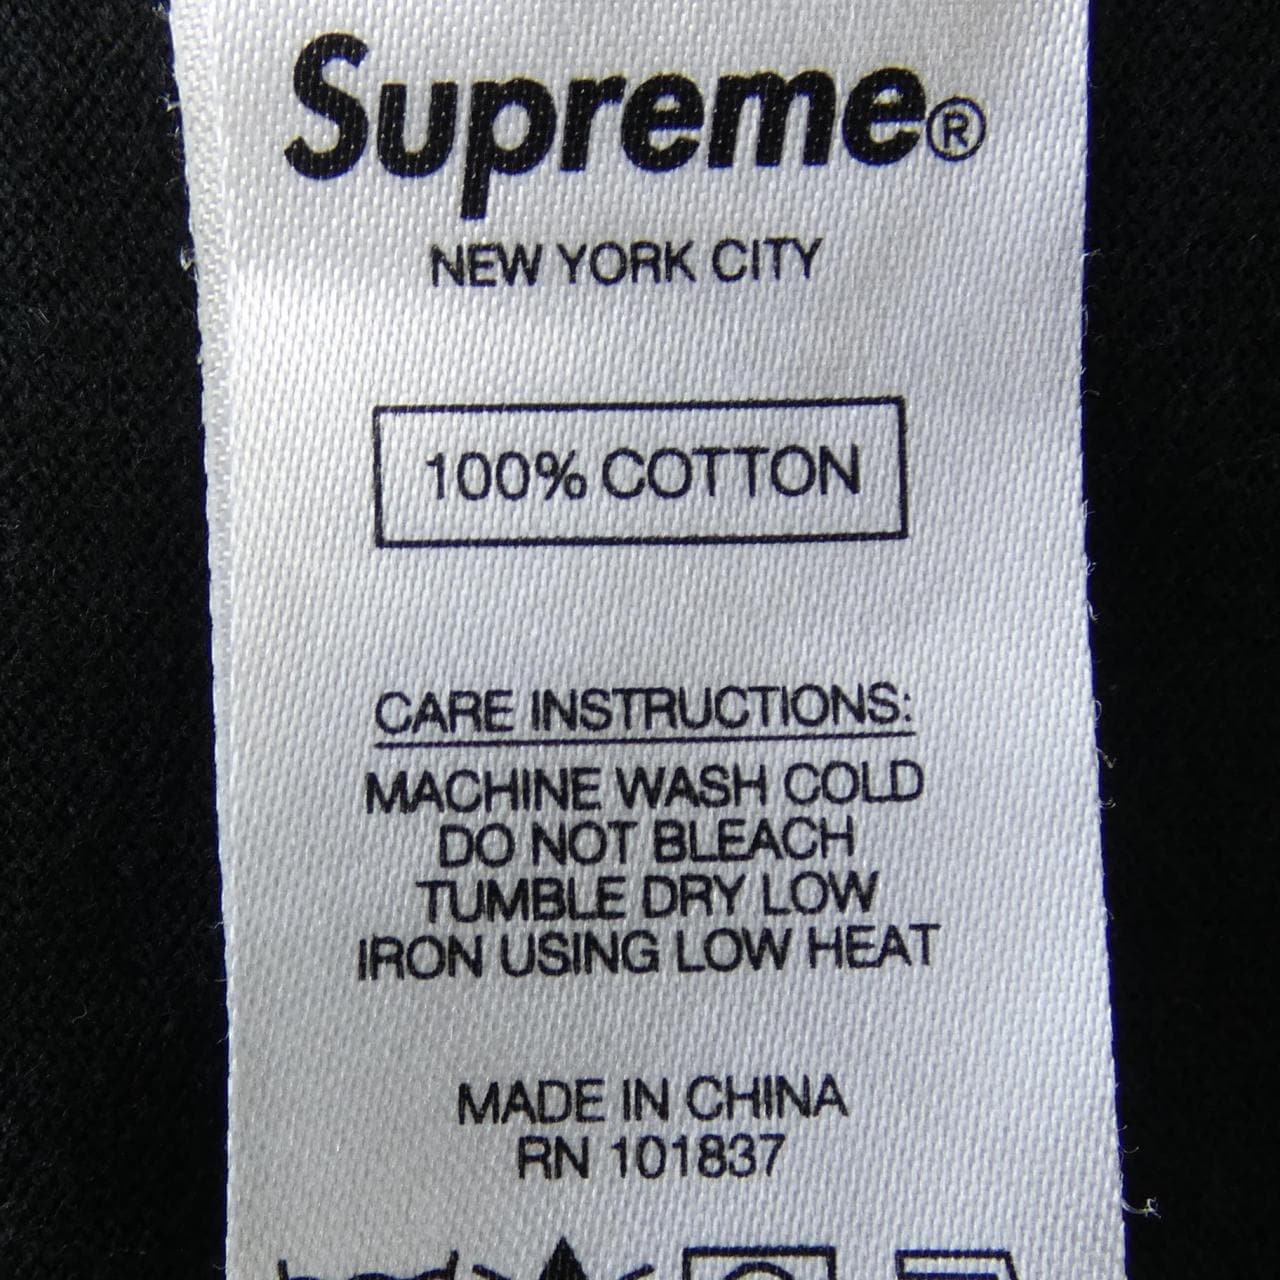 Supreme®
NEW YORK CITY
100% COTTON
CARE INSTRUCTIONS:
MACHINE WASH COLD
DO NOT BLEACH
TUMBLE DRY LOW
IRON USING LOW HEAT
MADE IN CHINA
RN 101837